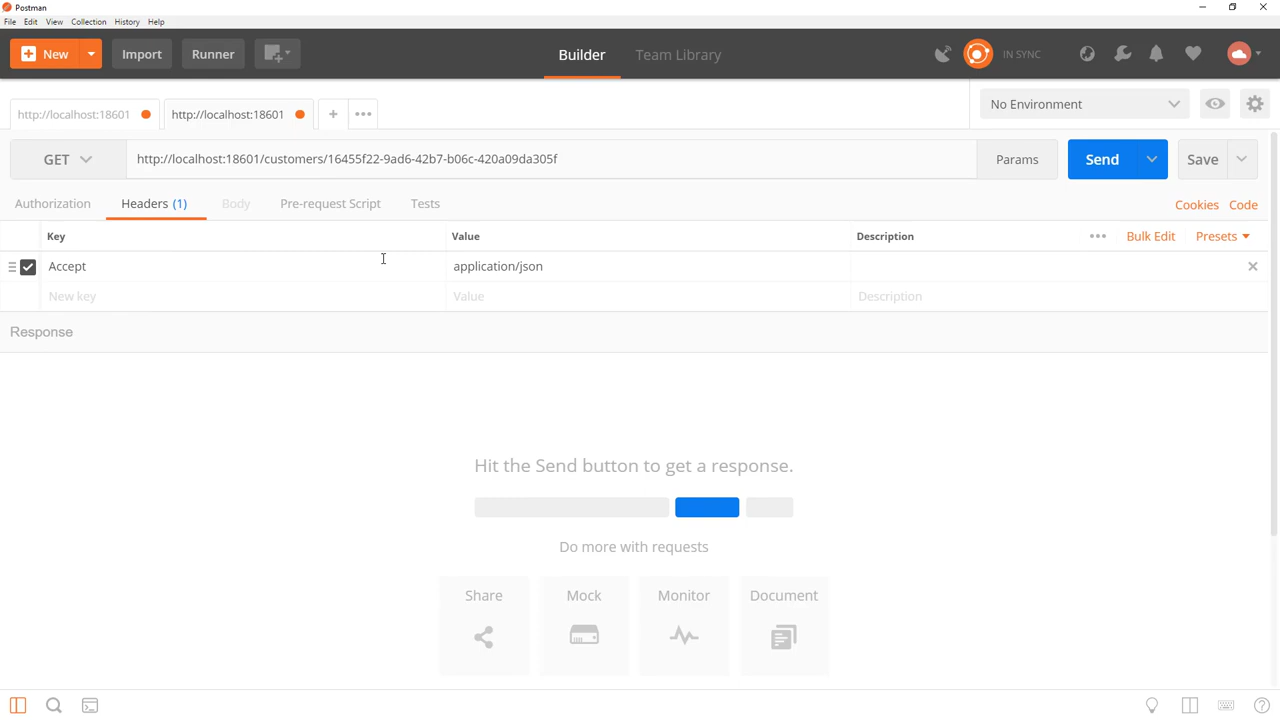 Postman
File Edit View Collection History Help
New Import Runner Builder Team Library IN SYNC
http://localhost:18601 http://localhost:18601 No Environment
GET http://localhost:18601/customers/16455f22-9ad6-42b7-b06c-420a09da305f Params Send Save
Authorization Headers (1) Body Pre-request Script Tests Cookies Code
Key Value Description Bulk Edit Presets
Accept application/json
New key Value Description
Response
Hit the Send button to get a response.
Do more with requests
Share Mock Monitor Document